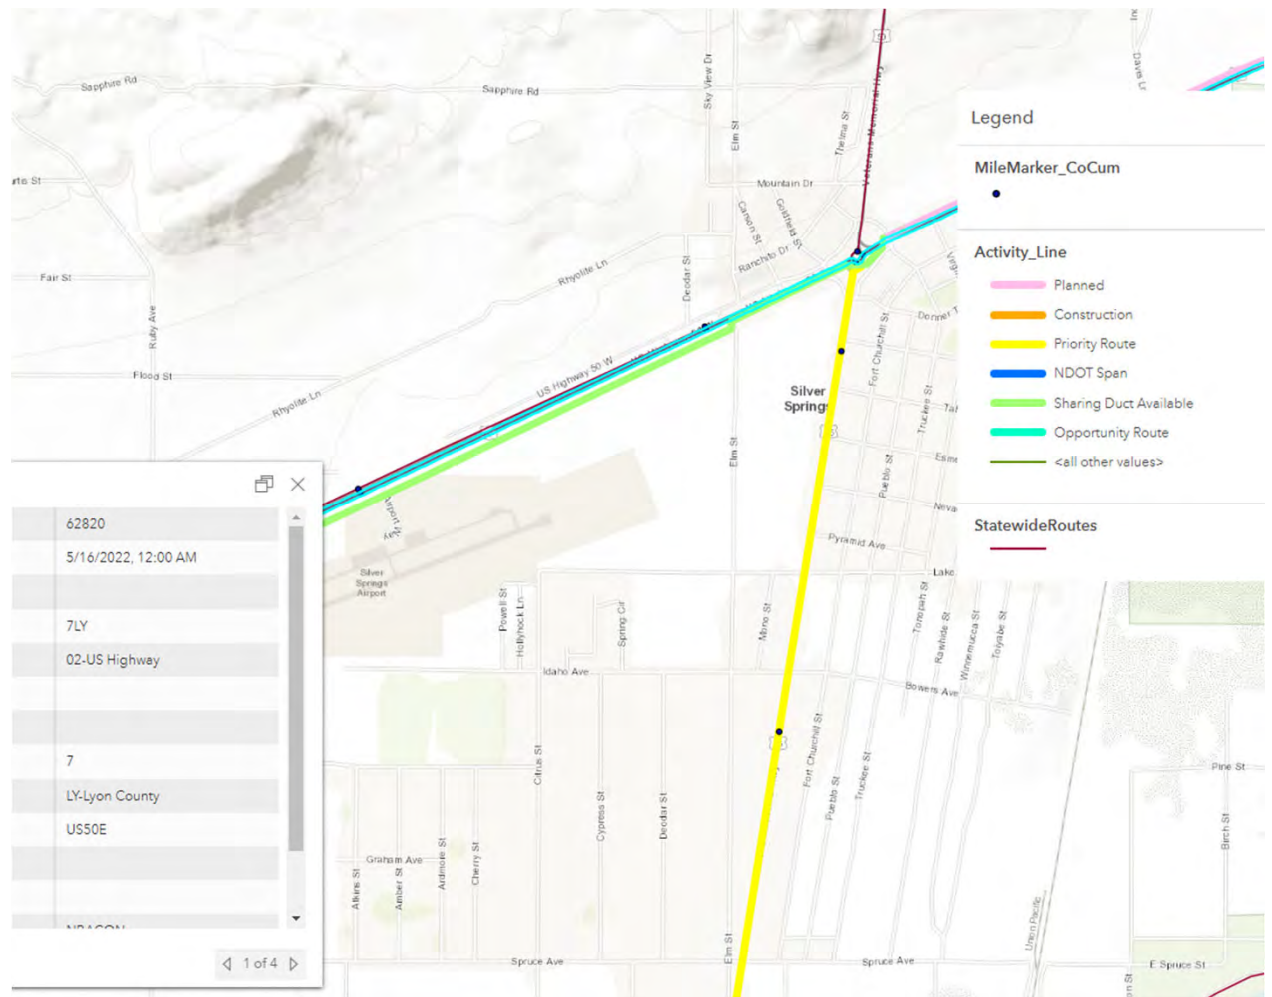 Sapphire Rd
Sapphire Rd
Sky View Dr
Elm St
Thelma St
Veterans Memorial Hwy
Davis Ln
Mountain Dr
Carson St
Goldfield St
Ranchito Dr
Deodar St
Rhyolite Ln
Fair St
Ruby Ave
Flood St
Rhyolite Ln
US Highway 50 W
Fort Churchill St
Silver
Springs
Truckee St
Pueblo St
Elm St
Pyramid Ave
Lake
Silver
Springs
Airport
Powell St
Hollyhock Ln
Spring Cir
Mono St
Tonopah St
Rawhide St
Winnemucca St
Toiyabe St
Idaho Ave
Bowers Ave
Citrus St
Cypress St
Deodar St
Fort Churchill St
Pueblo St
Truckee St
Pine St
Birch St
Graham Ave
Atkins St
Amber St
Ardmore St
Cherry St
Elm St
Union Pacific
Spruce Ave
Spruce Ave
E Spruce St
Legend
MileMarker_CoCum
Activity_Line
Planned
Construction
Priority Route
NDOT Span
Sharing Duct Available
Opportunity Route
<all other values>
StatewideRoutes
62820
5/16/2022, 12:00 AM
7LY
02-US Highway
7
LY-Lyon County
US50E
1 of 4